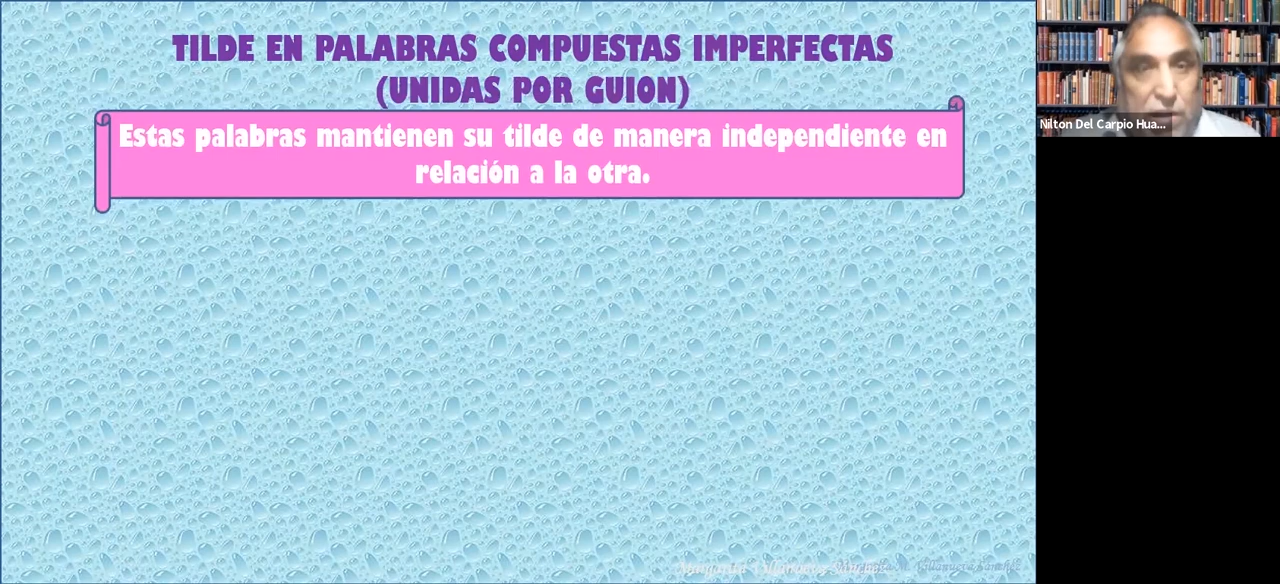 TILDE EN PALABRAS COMPUESTAS IMPERFECTAS
(UNIDAS POR GUION)
Estas palabras mantienen su tilde de manera independiente en
relación a la otra.
Nilton Del Carpio Hua...